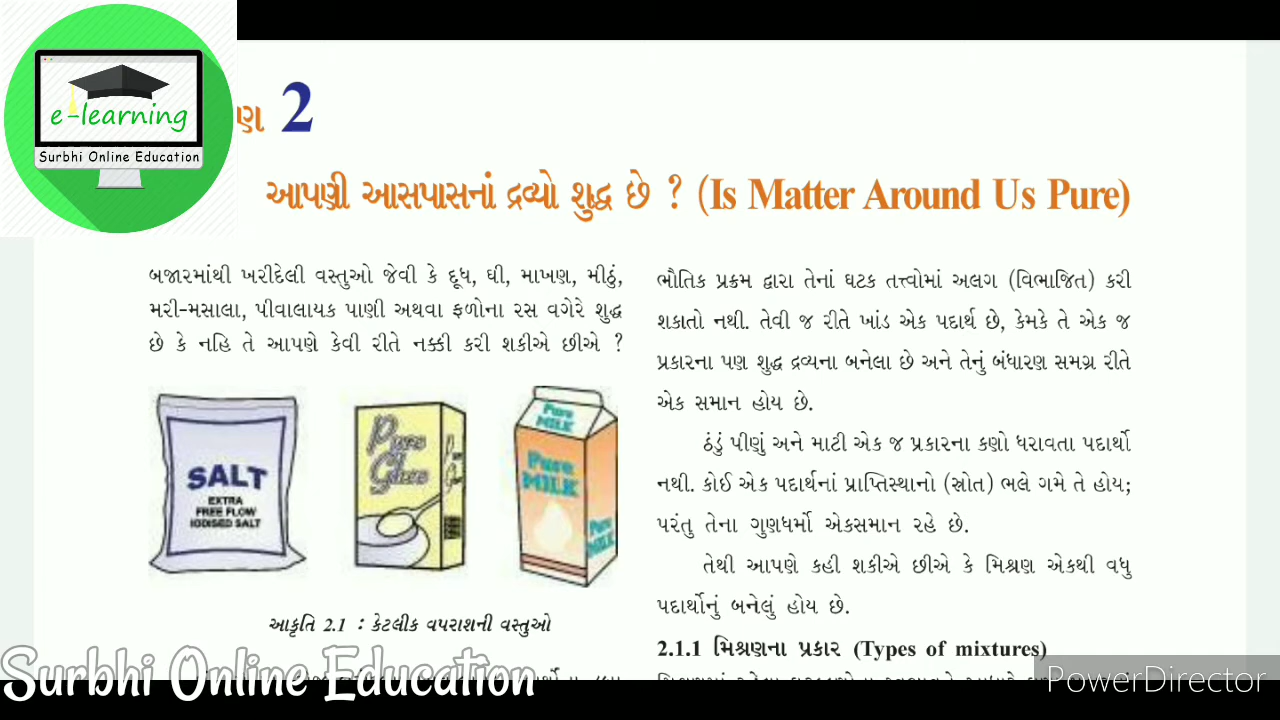 e-learning
Surbhi Online Education
2
આપણી આસપાસનાં દ્રવ્યો શુદ્ધ છે ? (Is Matter Around Us Pure)
બજારમાંથી ખરીદેલી વસ્તુઓ જેવી કે દૂધ, ઘી, માખણ, મીઠું,
મરી-મસાલા, પીવાલાયક પાણી અથવા ફળોના રસ વગેરે શુદ્ધ
છે કે નહિ તે આપણે કેવી રીતે નક્કી કરી શકીએ છીએ ?
SALT
EXTRA
FREE FLOW
IODISED SALT
Pure
Pure
MILK
Pure
MILK
Pure
MILK
આકૃતિ 2.1 : કેટલીક વપરાશની વસ્તુઓ
ભૌતિક પ્રક્રમ દ્વારા તેનાં ઘટક તત્ત્વોમાં અલગ (વિભાજિત) કરી
શકાતો નથી. તેવી જ રીતે ખાંડ એક પદાર્થ છે, કેમકે તે એક જ
પ્રકારના પણ શુદ્ધ દ્રવ્યના બનેલા છે અને તેનું બંધારણ સમગ્ર રીતે
એક સમાન હોય છે.
ઠંડું પીણું અને માટી એક જ પ્રકારના કણો ધરાવતા પદાર્થો
નથી. કોઈ એક પદાર્થનાં પ્રાપ્તિસ્થાનો (સ્રોત) ભલે ગમે તે હોય;
પરંતુ તેના ગુણધર્મો એકસમાન રહે છે.
તેથી આપણે કહી શકીએ છીએ કે મિશ્રણ એકથી વધુ
પદાર્થોનું બનેલું હોય છે.
2.1.1 મિશ્રણના પ્રકાર (Types of mixtures)
Surbhi Online Education
PowerDirector